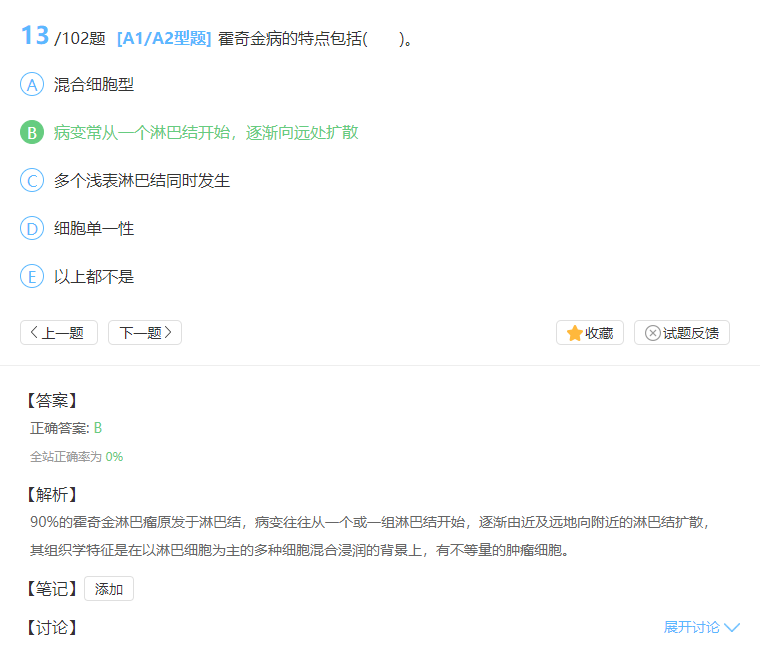 13 /102题 [A1/A2型题] 霍奇金病的特点包括(  )。
A 混合细胞型
B 病变常从一个淋巴结开始，逐渐向远处扩散
C 多个浅表淋巴结同时发生
D 细胞单一性
E 以上都不是
上一题 下一题 收藏 试题反馈
【答案】
正确答案: B
全站正确率为 0%
【解析】
90%的霍奇金淋巴瘤原发于淋巴结，病变往往从一个或一组淋巴结开始，逐渐由近及远地向附近的淋巴结扩散，
其组织学特征是在以淋巴细胞为主的多种细胞混合浸润的背景上，有不等量的肿瘤细胞。
【笔记】 添加
【讨论】 展开讨论